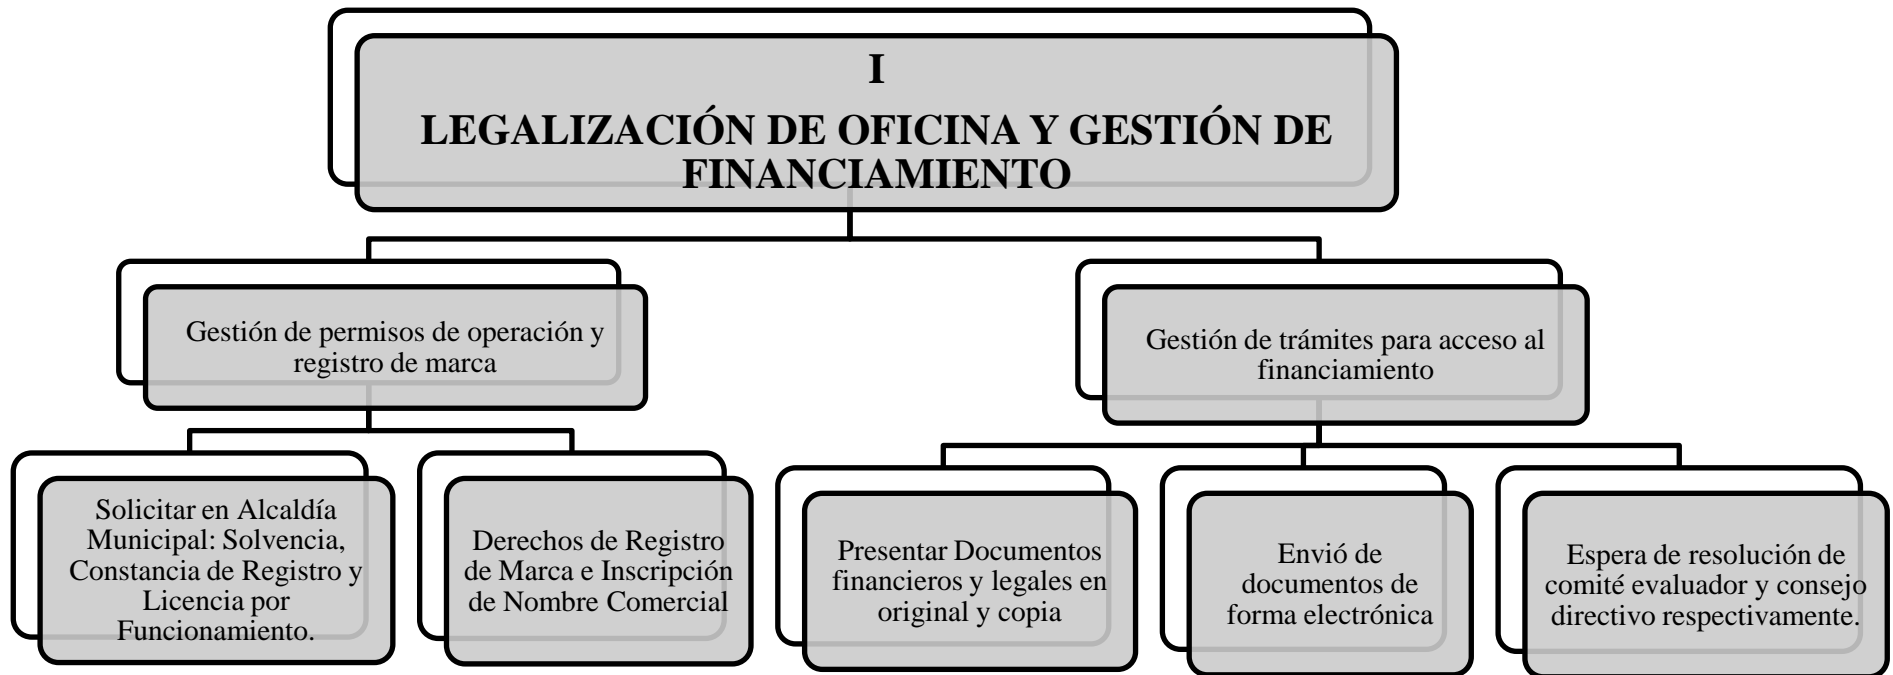 I
LEGALIZACIÓN DE OFICINA Y GESTIÓN DE
FINANCIAMIENTO
Gestión de permisos de operación y
registro de marca
Gestión de trámites para acceso al
financiamiento
Solicitar en Alcaldía
Municipal: Solvencia,
Constancia de Registro y
Licencia por
Funcionamiento.
Derechos de Registro
de Marca e Inscripción
de Nombre Comercial
Presentar Documentos
financieros y legales en
original y copia
Envió de
documentos de
forma electrónica
Espera de resolución de
comité evaluador y consejo
directivo respectivamente.